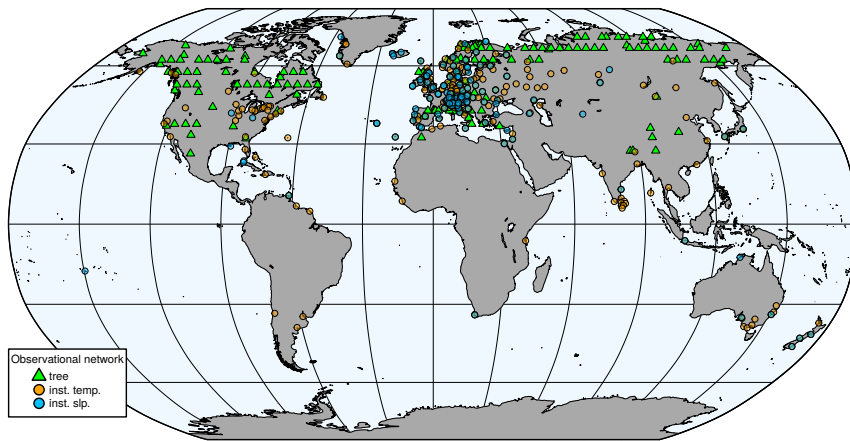 Observational network
tree
inst. temp.
inst. slp.